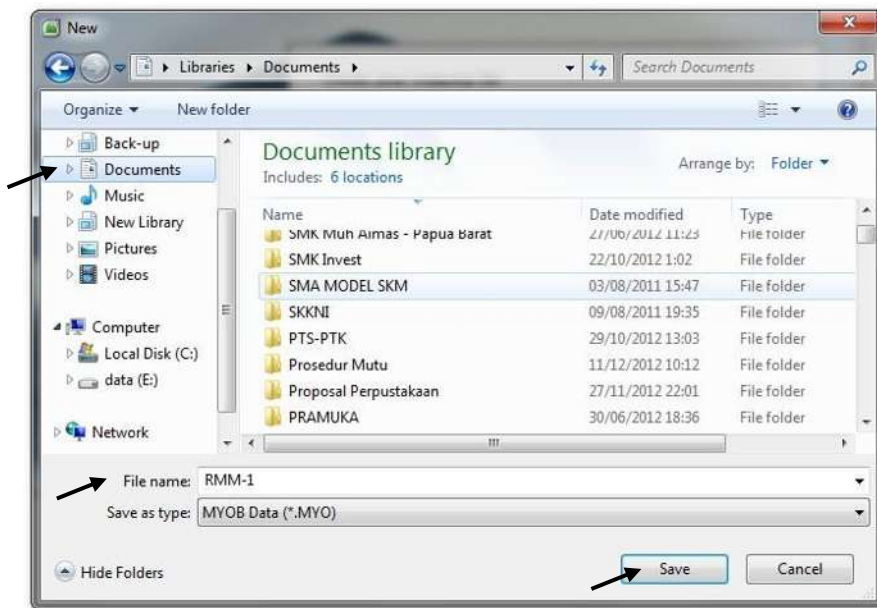 New
Libraries Documents Search Documents
Organize New folder
Back-up
Documents
Music
New Library
Pictures
Videos
Computer
Local Disk (C:)
data (E:)
Network
Documents library
Includes: 6 locations
Arrange by: Folder
Name Date modified Type
SMK Muh Aimas - Papua Barat 27/06/2012 11:23 File folder
SMK Invest 22/10/2012 1:02 File folder
SMA MODEL SKM 03/08/2011 15:47 File folder
SKKNI 09/08/2011 19:35 File folder
PTS-PTK 29/10/2012 13:03 File folder
Prosedur Mutu 11/12/2012 10:12 File folder
Proposal Perpustakaan 27/11/2012 22:01 File folder
PRAMUKA 30/06/2012 18:36 File folder
File name: RMM-1
Save as type: MYOB Data (*.MYO)
Hide Folders Save Cancel